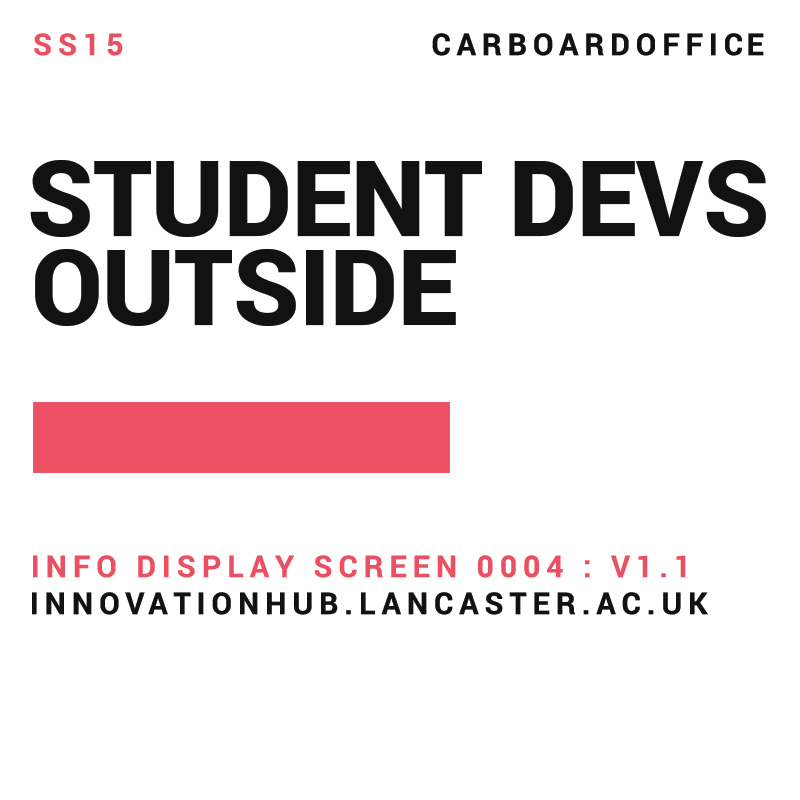 SS15
CARBOARDOFFICE
STUDENT DEVS
OUTSIDE
INFO DISPLAY SCREEN 0004 : V1.1
INNOVATIONHUB.LANCASTER.AC.UK